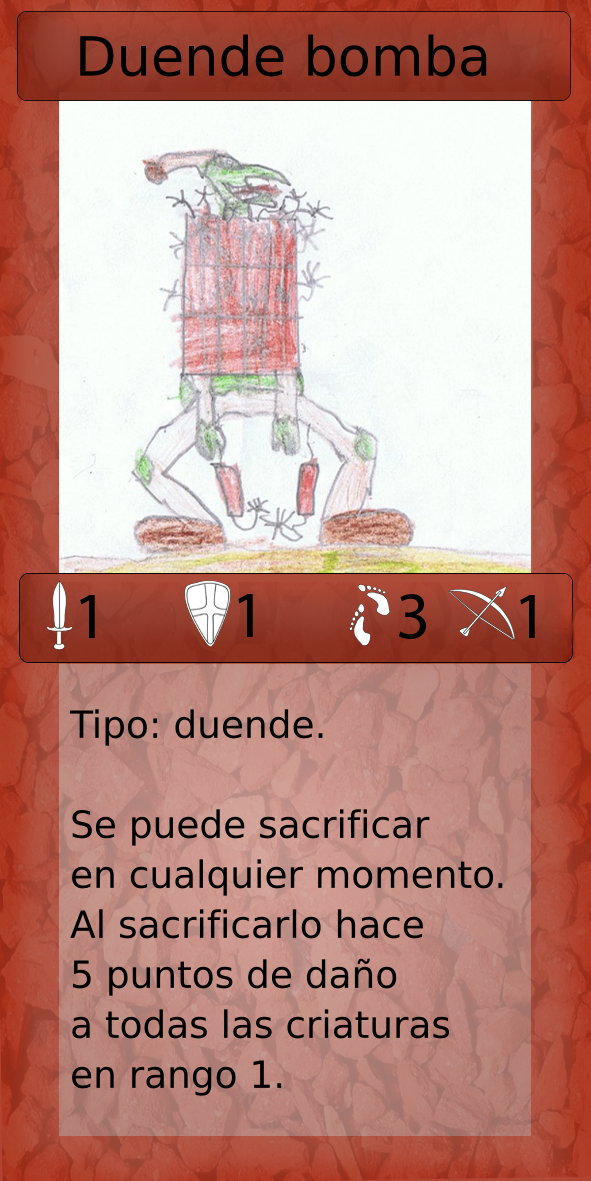 Duende bomba
1 1 3 1
Tipo: duende.
Se puede sacrificar
en cualquier momento.
Al sacrificarlo hace
5 puntos de daño
a todas las criaturas
en rango 1.